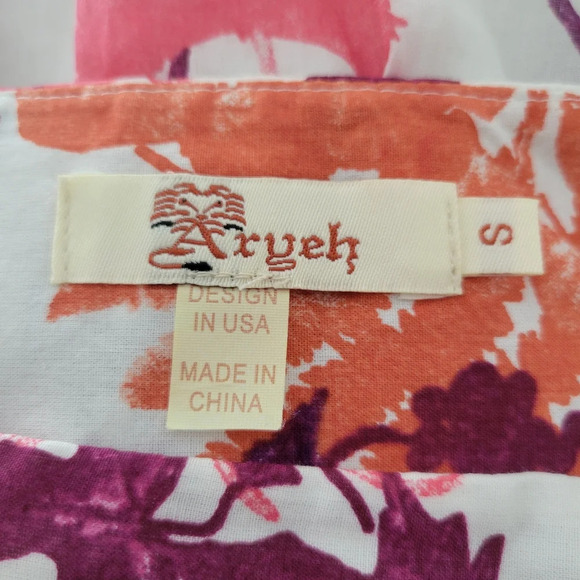 Aryeh
S
DESIGN
IN USA
MADE IN
CHINA